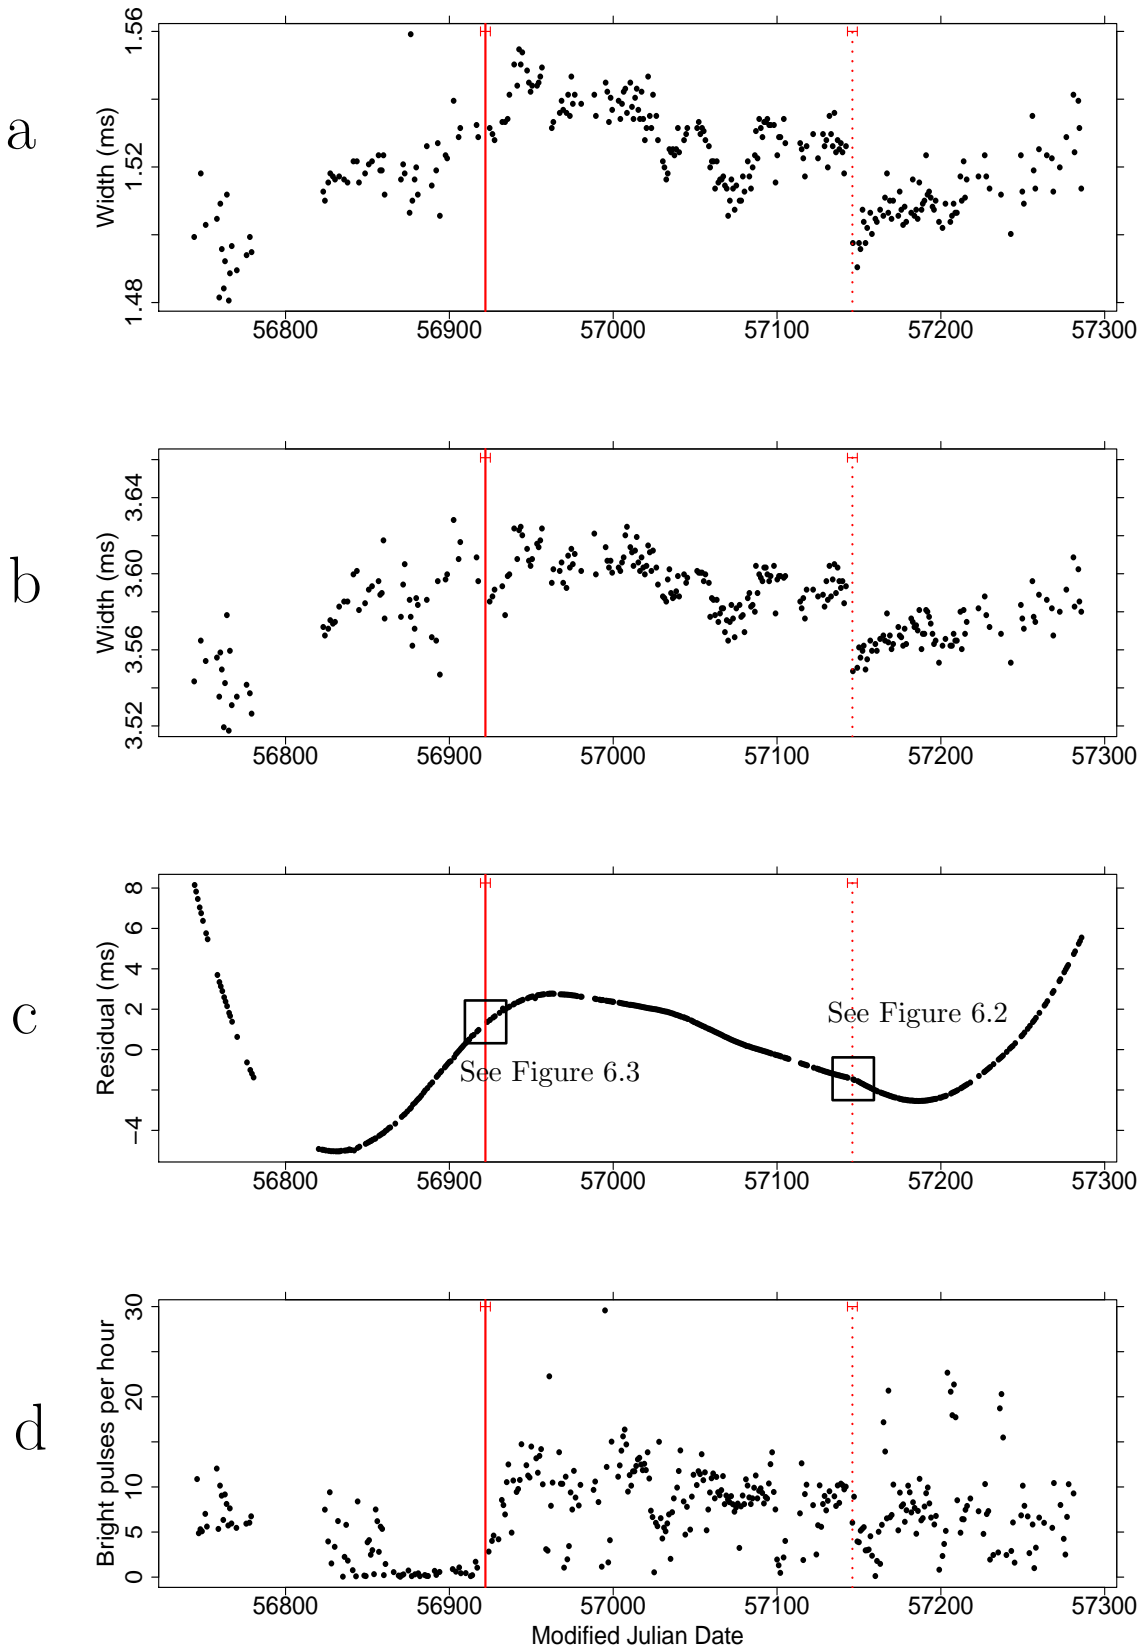 a
Width (ms)
1.56
1.52
1.48
56800 56900 57000 57100 57200 57300
b
Width (ms)
3.64
3.60
3.56
3.52
56800 56900 57000 57100 57200 57300
c
Residual (ms)
8
6
4
2
0
−4
See Figure 6.2
See Figure 6.3
56800 56900 57000 57100 57200 57300
d
Bright pulses per hour
30
20
10
5
0
56800 56900 57000 57100 57200 57300
Modified Julian Date